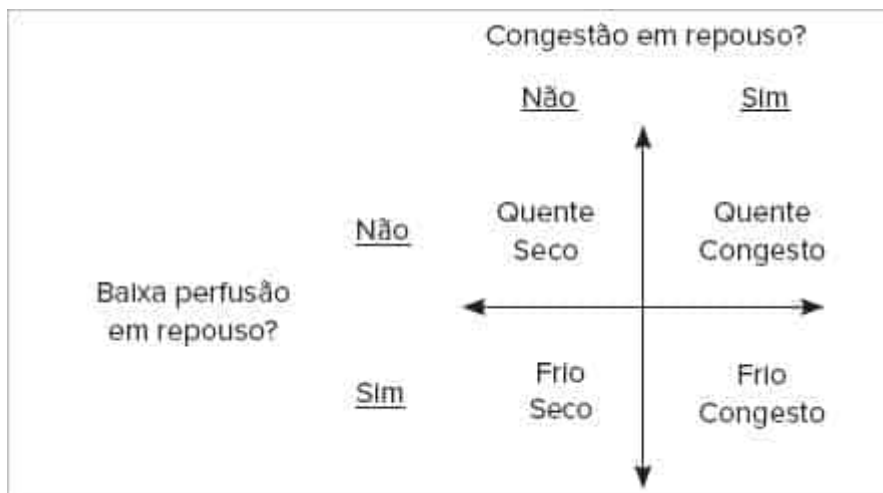 Congestão em repouso?
Não Sim
Quente Quente
Não
Seco Congesto
Baixa perfusão
em repouso?
Frio Frio
Sim
Seco Congesto